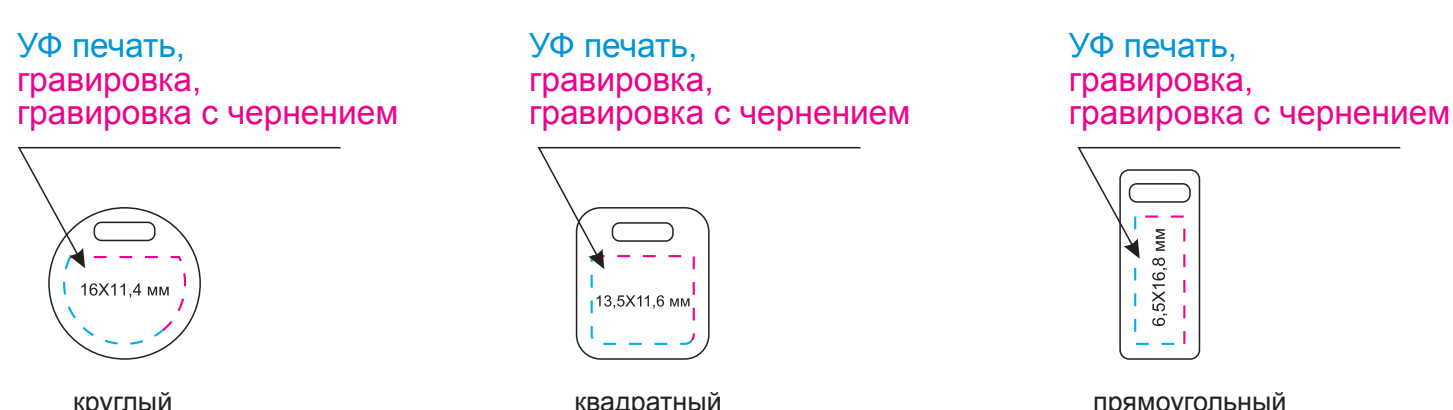 УФ печать,
гравировка,
гравировка с чернением
16Х11,4 мм
круглый
УФ печать,
гравировка,
гравировка с чернением
13,5Х11,6 мм
квадратный
УФ печать,
гравировка,
гравировка с чернением
6,5Х16,8 мм
прямоугольный